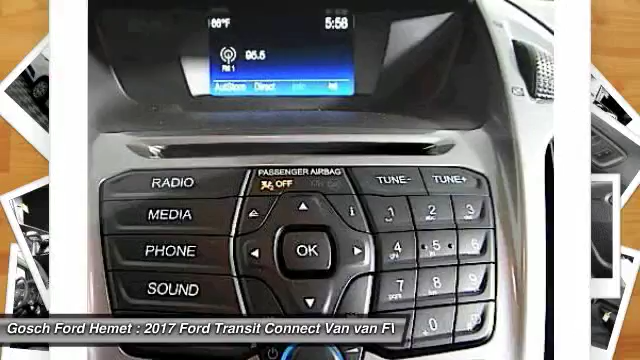 66°F 5:58
95.5
FM 1
AutoStore Direct Info
PASSENGER AIRBAG
OFF
RADIO
TUNE- TUNE+
MEDIA
1 2 3
PHONE
OK
4 5 6
SOUND
7 8 9
0
Gosch Ford Hemet : 2017 Ford Transit Connect Van van F